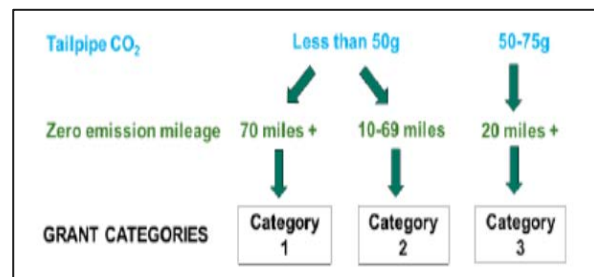 Tailpipe CO₂ Less than 50g 50-75g
Zero emission mileage 70 miles + 10-69 miles 20 miles +
GRANT CATEGORIES Category 1 Category 2 Category 3